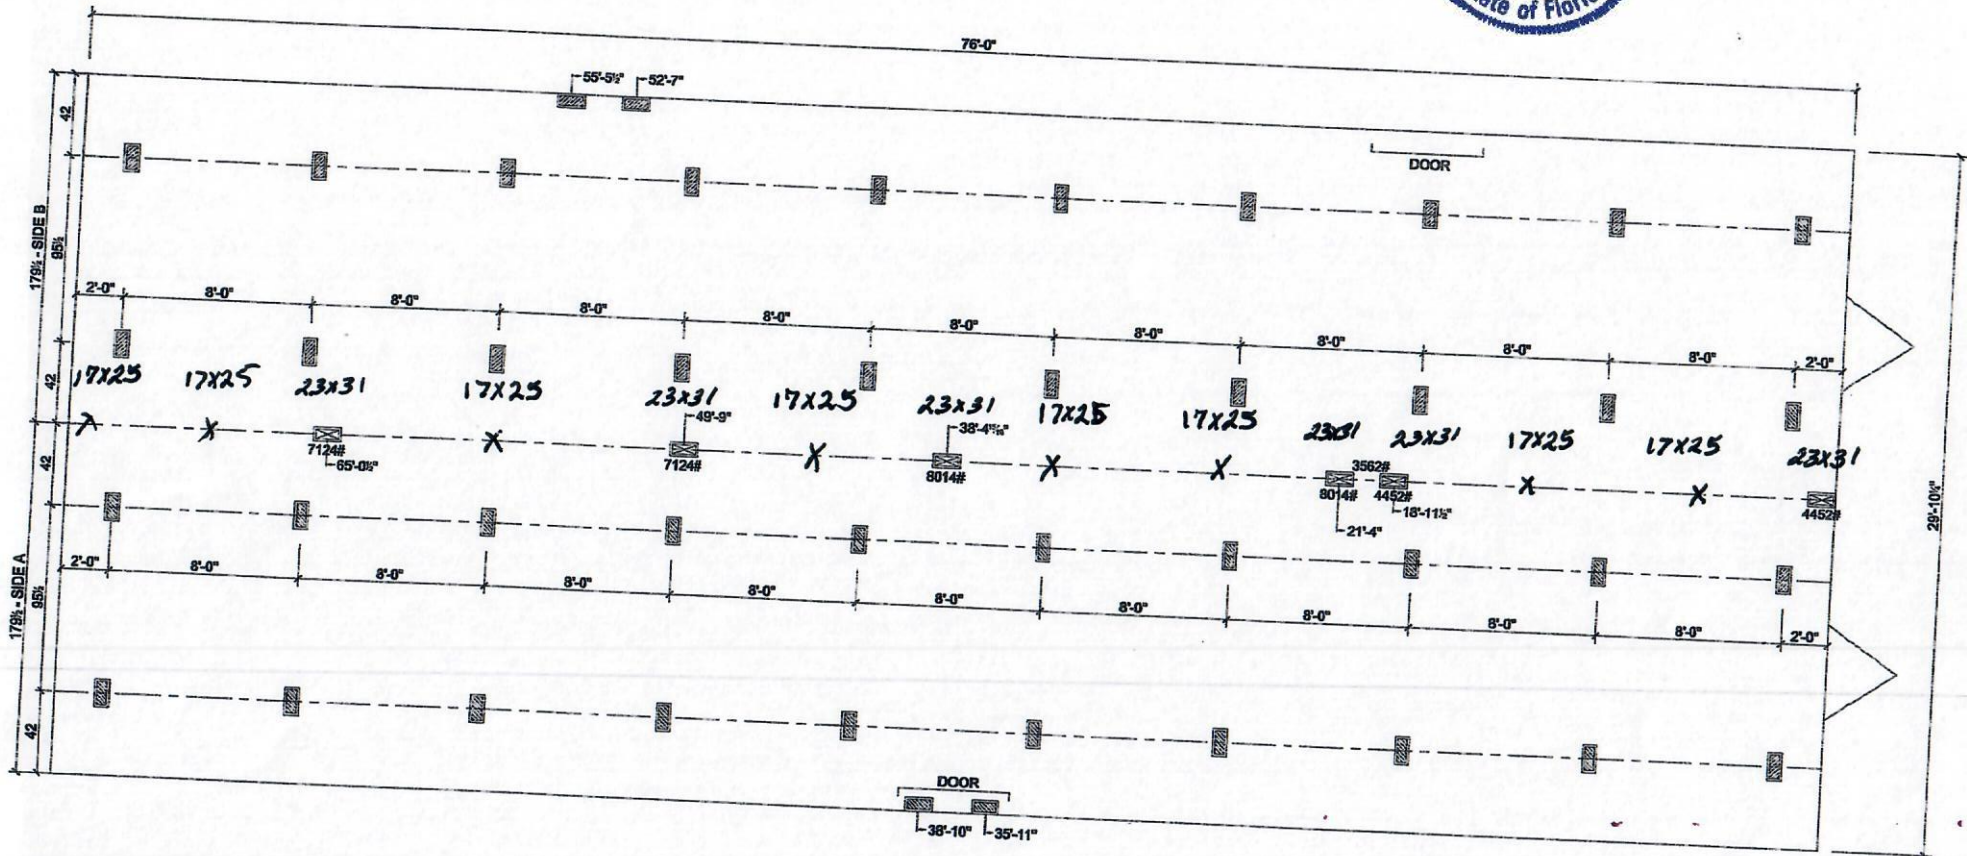 ate of Flori
76'-0"
55'-5½" 52'-7"
42
DOOR
179½ - SIDE B
95½
2'-0" 8'-0" 8'-0" 8'-0" 8'-0" 8'-0" 8'-0" 8'-0" 8'-0" 8'-0" 2'-0"
42
17X25 17X25 23X31 17X25 23X31 17X25 23X31 17X25 17X25 23X31 23X31 17X25 17X25 23X31
X X X X X X X X
49'-9"
7124# 7124# 8014# 8014# 3562# 4452# 4452#
65'-0½"
18'-11½"
21'-4"
42
29'-10¼"
2'-0" 8'-0" 8'-0" 8'-0" 8'-0" 8'-0" 8'-0" 8'-0" 8'-0" 8'-0" 2'-0"
179½ - SIDE A
95½
42
DOOR
38'-10" 35'-11"